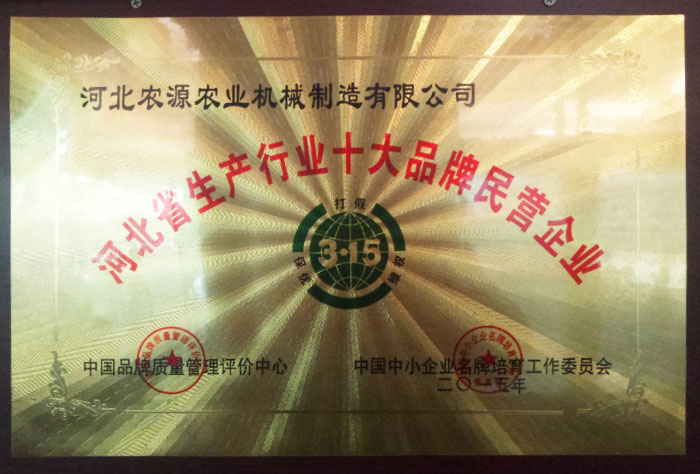 河北农源农业机械制造有限公司
河北省生产行业十大品牌民营企业
打假
3·15
维权
中国品牌质量管理评价中心
中国中小企业名牌培育工作委员会
二〇一五年